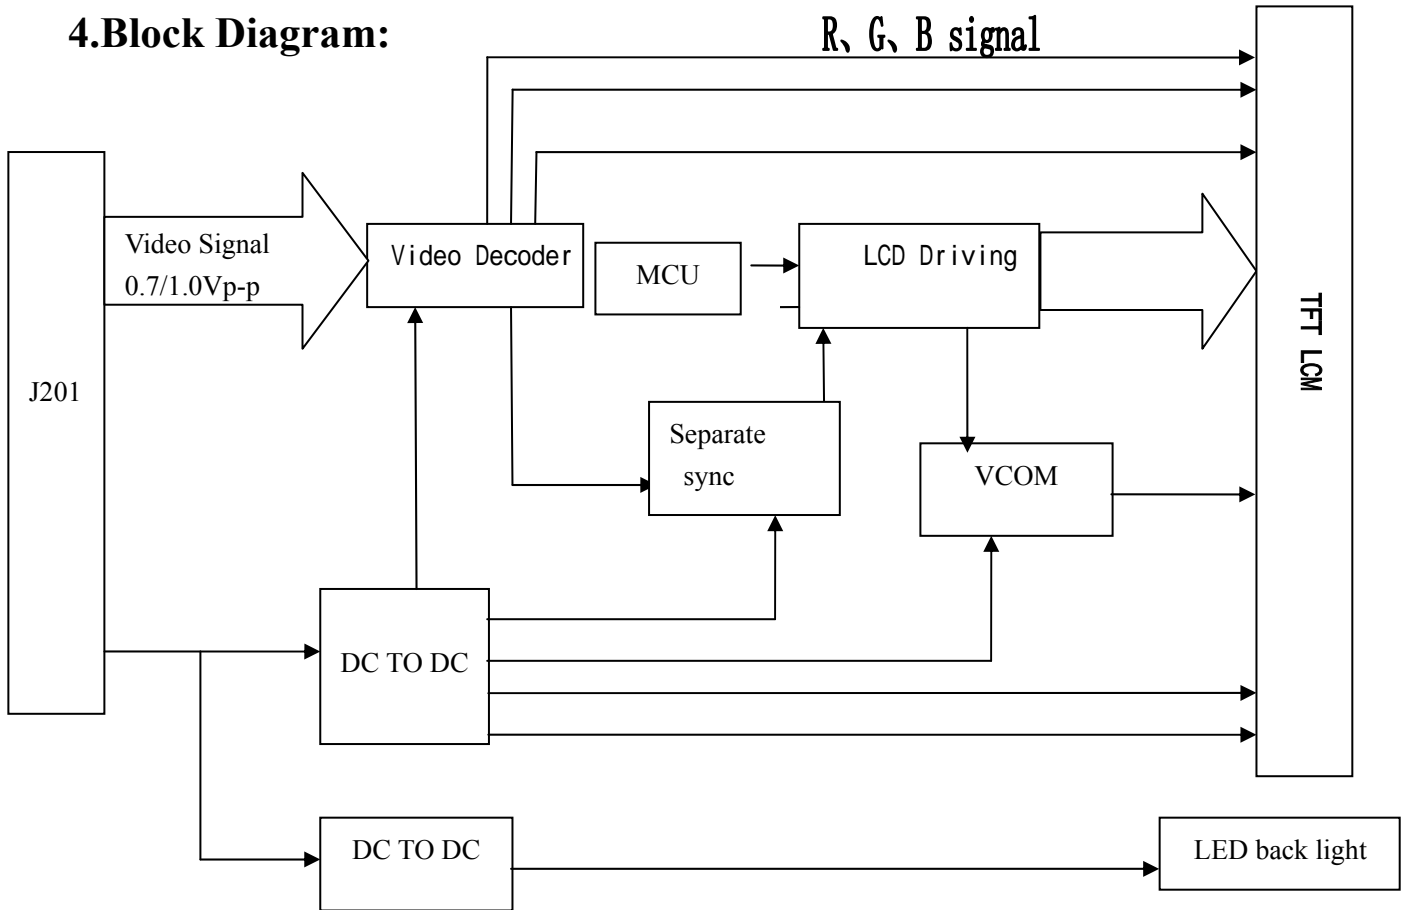 4.Block Diagram:
R、G、B signal
Video Signal
0.7/1.0Vp-p
Video Decoder
MCU
LCD Driving
TFT LCM
J201
Separate
sync
VCOM
DC TO DC
DC TO DC
LED back light